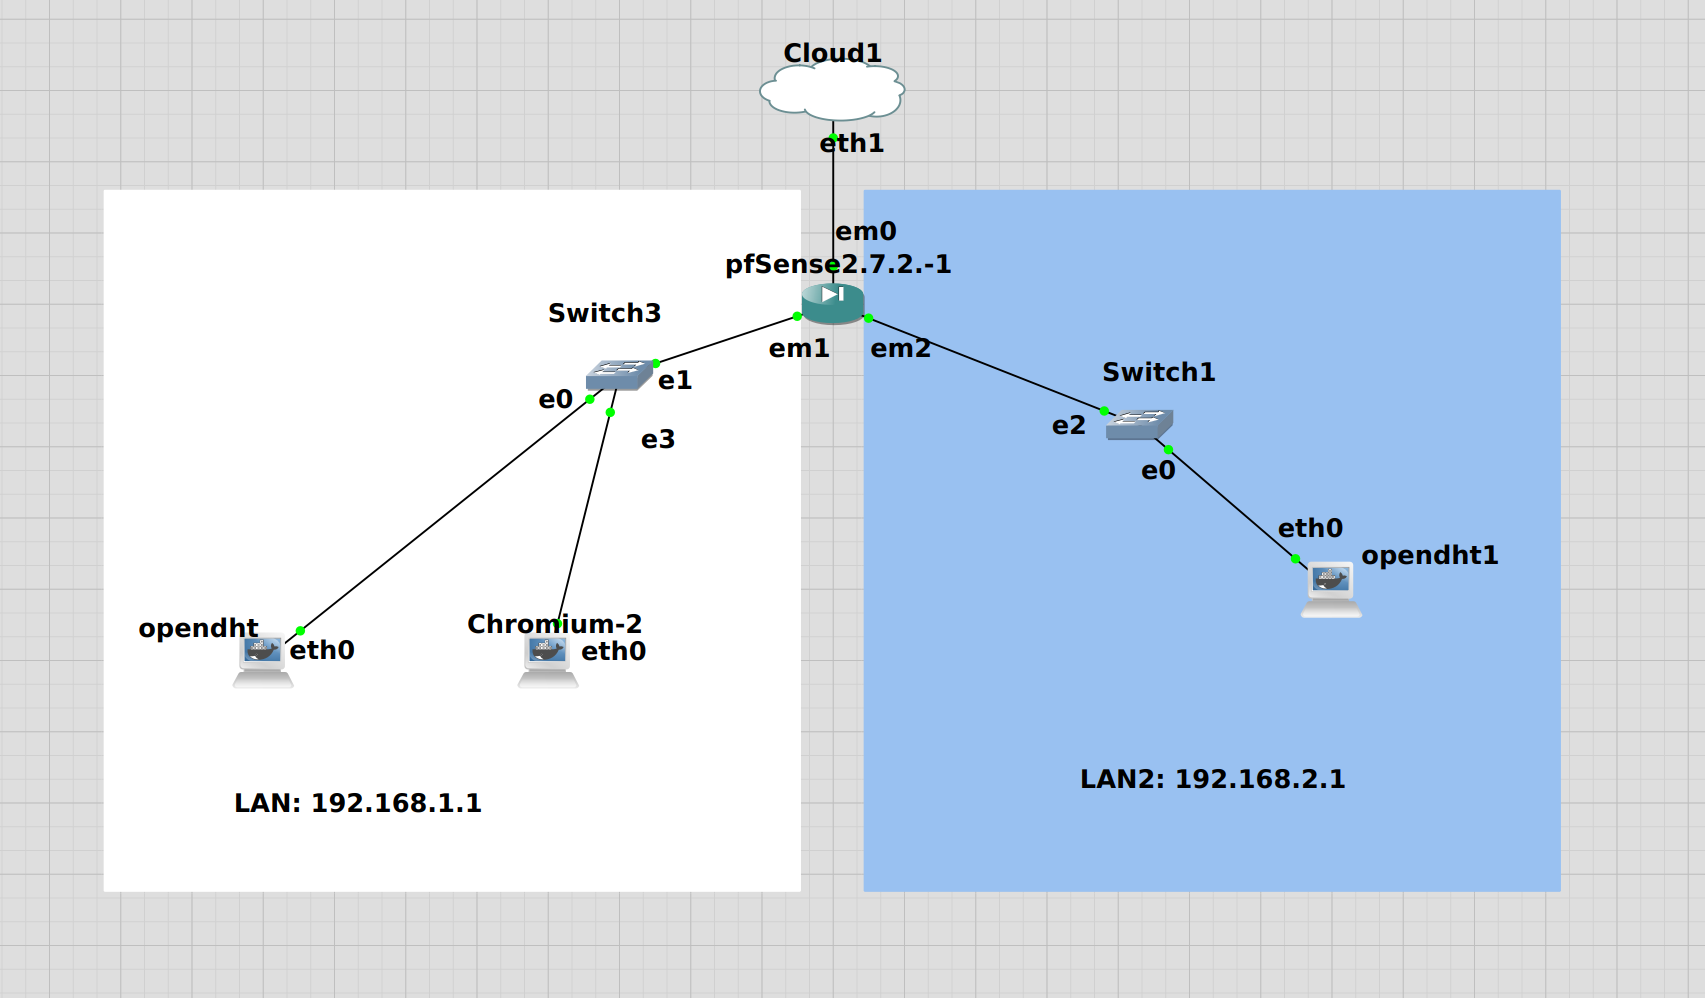 Cloud1
eth1
em0
pfSense2.7.2.-1
Switch3
em1
em2
Switch1
e1
e0
e2
e3
e0
eth0
opendht1
opendht
eth0
Chromium-2
eth0
LAN2: 192.168.2.1
LAN: 192.168.1.1